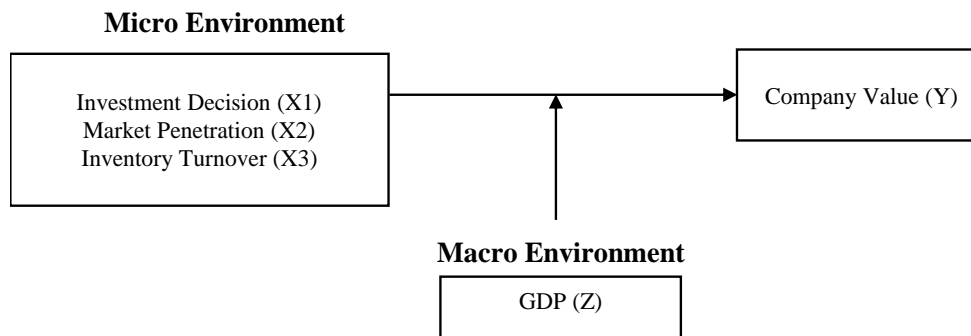 Micro Environment
Investment Decision (X1)
Market Penetration (X2)
Inventory Turnover (X3)
Company Value (Y)
Macro Environment
GDP (Z)